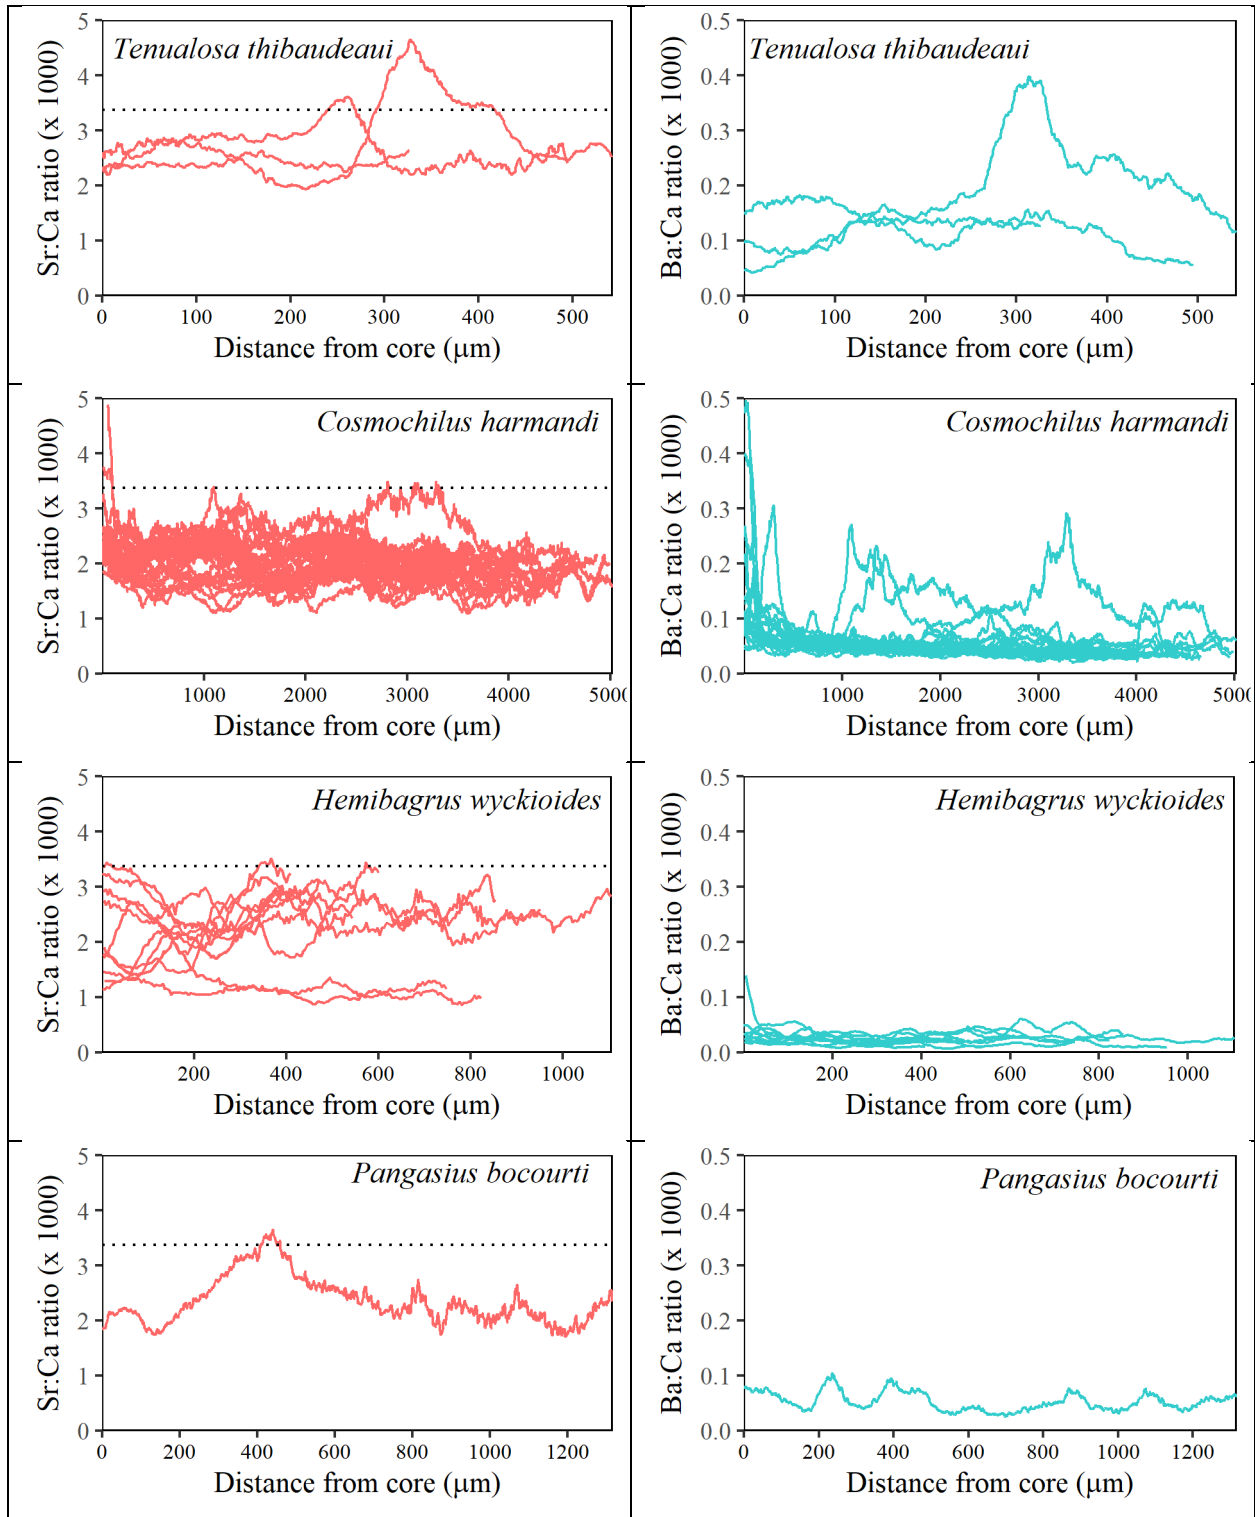 Tenualosa thibaudeaui
Sr:Ca ratio (x 1000)
5
4
3
2
1
0
0 100 200 300 400 500
Distance from core (μm)
Tenualosa thibaudeaui
Ba:Ca ratio (x 1000)
0.5
0.4
0.3
0.2
0.1
0.0
0 100 200 300 400 500
Distance from core (μm)
Cosmochilus harmandi
Sr:Ca ratio (x 1000)
5
4
3
2
1
0
1000 2000 3000 4000 5000
Distance from core (μm)
Cosmochilus harmandi
Ba:Ca ratio (x 1000)
0.5
0.4
0.3
0.2
0.1
0.0
1000 2000 3000 4000 5000
Distance from core (μm)
Hemibagrus wyckioides
Sr:Ca ratio (x 1000)
5
4
3
2
1
0
200 400 600 800 1000
Distance from core (μm)
Hemibagrus wyckioides
Ba:Ca ratio (x 1000)
0.5
0.4
0.3
0.2
0.1
0.0
200 400 600 800 1000
Distance from core (μm)
Pangasius bocourti
Sr:Ca ratio (x 1000)
5
4
3
2
1
0
0 200 400 600 800 1000 1200
Distance from core (μm)
Pangasius bocourti
Ba:Ca ratio (x 1000)
0.5
0.4
0.3
0.2
0.1
0.0
0 200 400 600 800 1000 1200
Distance from core (μm)